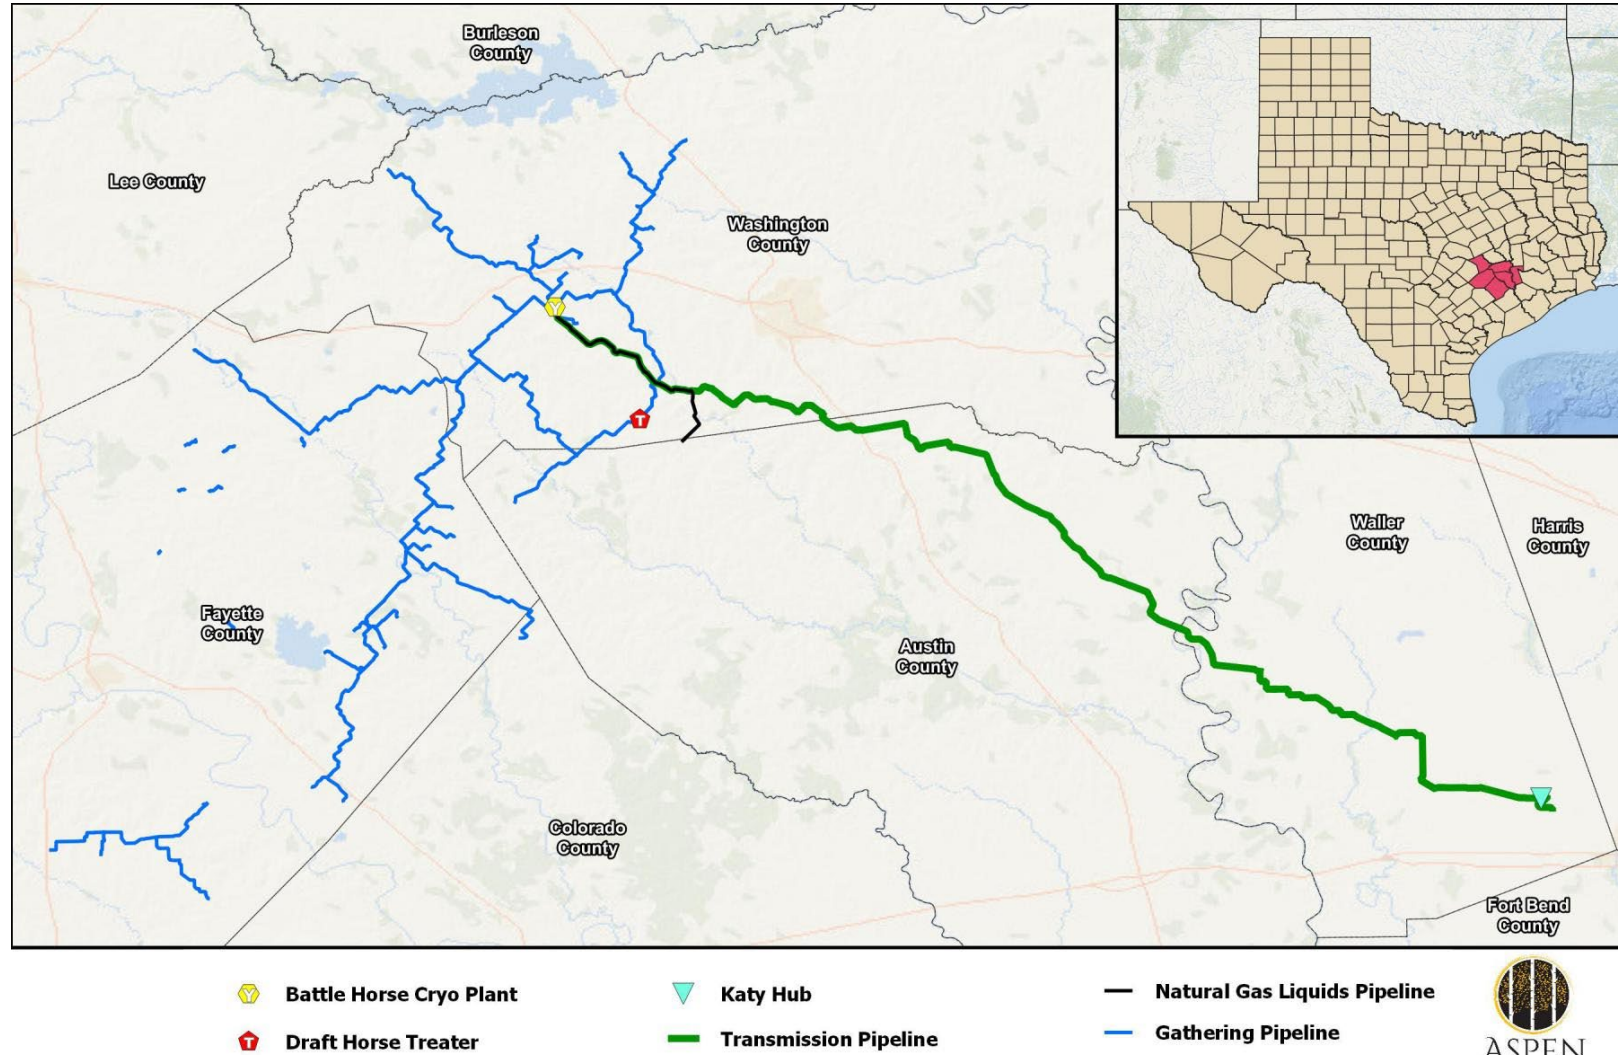 Burleson
County
Lee County
Washington
County
Waller
County
Harris
County
Fayette
County
Austin
County
Colorado
County
Fort Bend
County
Y
T
Y Battle Horse Cryo Plant
T Draft Horse Treater
Katy Hub
Transmission Pipeline
Natural Gas Liquids Pipeline
Gathering Pipeline
ASPEN